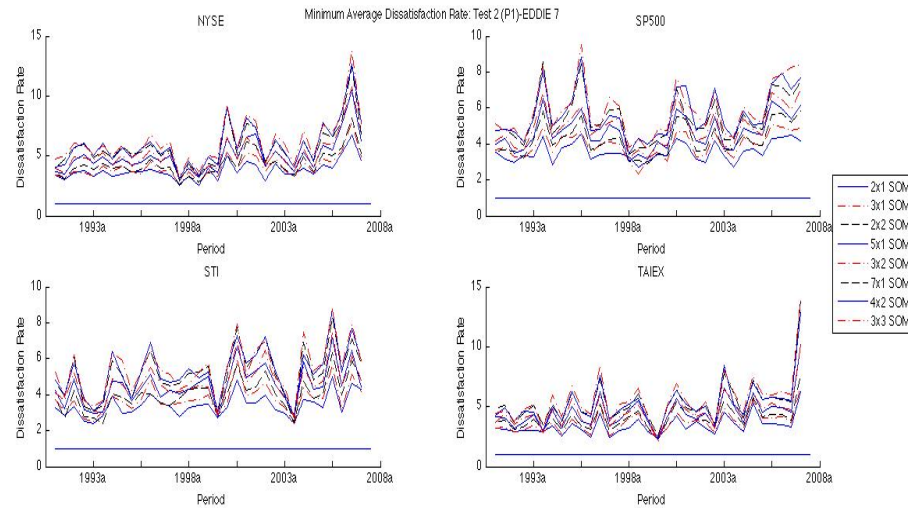 Minimum Average Dissatisfaction Rate: Test 2 (P1)-EDDIE 7
NYSE
15
10
5
0
Dissatisfaction Rate
1993a 1998a 2003a 2008a
Period
SP500
10
8
6
4
2
0
Dissatisfaction Rate
1993a 1998a 2003a 2008a
Period
STI
10
8
6
4
2
0
Dissatisfaction Rate
1993a 1998a 2003a 2008a
Period
TAIEX
15
10
5
0
Dissatisfaction Rate
1993a 1998a 2003a 2008a
Period
2x1 SOM
3x1 SOM
2x2 SOM
5x1 SOM
3x2 SOM
7x1 SOM
4x2 SOM
3x3 SOM